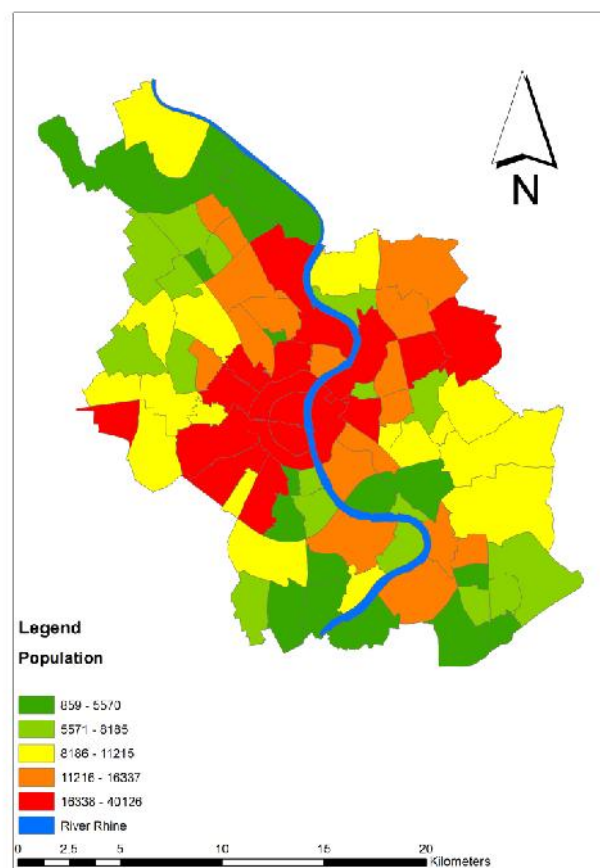 N
Legend
Population
859 - 5570
5571 - 8185
8186 - 11215
11216 - 16337
16338 - 40126
River Rhine
0 2.5 5 10 15 20
Kilometers